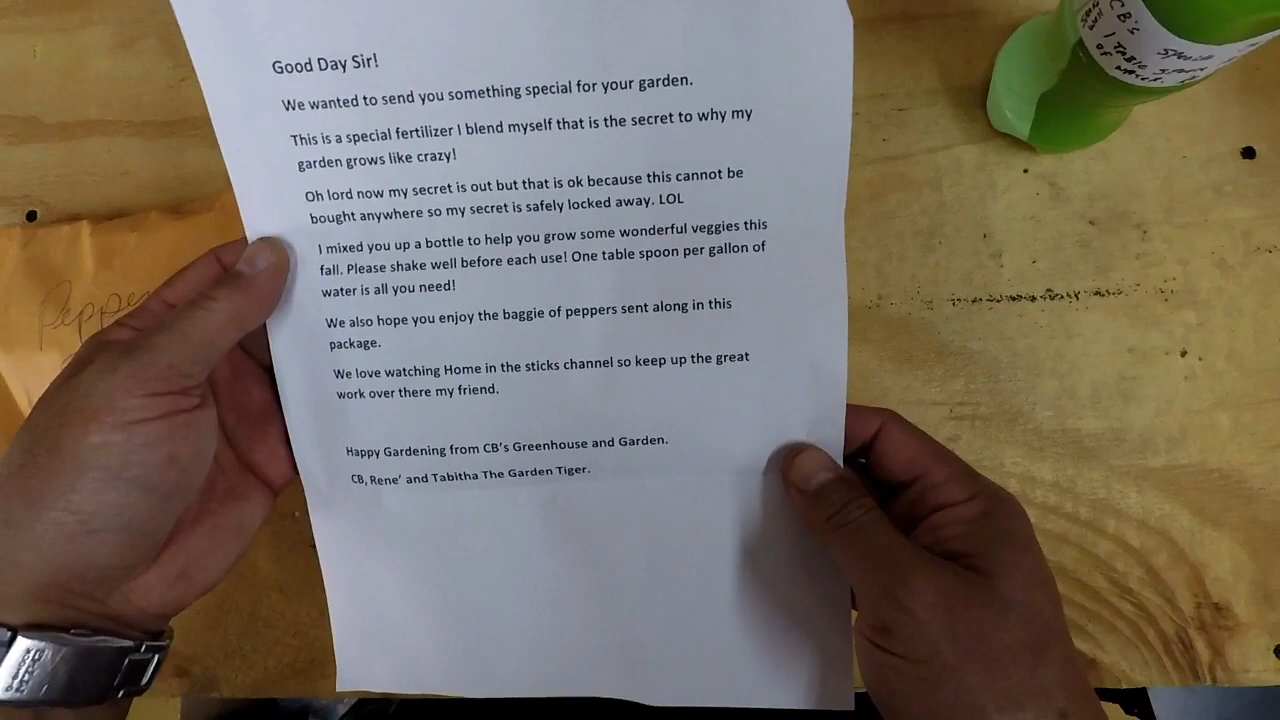 Good Day Sir!
We wanted to send you something special for your garden.
This is a special fertilizer I blend myself that is the secret to why my
garden grows like crazy!
Oh lord now my secret is out but that is ok because this cannot be
bought anywhere so my secret is safely locked away. LOL
I mixed you up a bottle to help you grow some wonderful veggies this
fall. Please shake well before each use! One table spoon per gallon of
water is all you need!
We also hope you enjoy the baggie of peppers sent along in this
package.
We love watching Home in the sticks channel so keep up the great
work over there my friend.
Happy Gardening from CB's Greenhouse and Garden.
CB, Rene' and Tabitha The Garden Tiger.
CB's
1 Table
of water.
Peppe